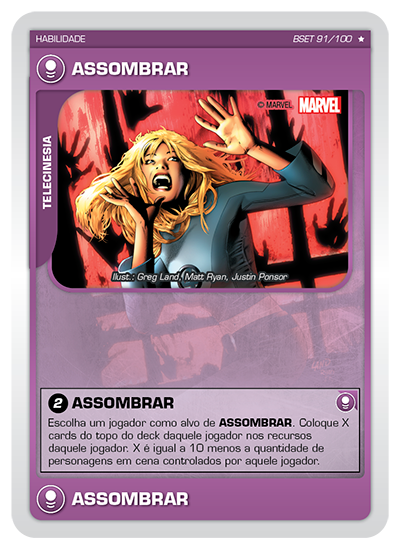 HABILIDADE BSET 91/100 ★
ASSOMBRAR
© MARVEL MARVEL
TELECINESIA
Ilust.: Greg Land, Matt Ryan, Justin Ponsor
2 ASSOMBRAR
Escolha um jogador como alvo de ASSOMBRAR. Coloque X
cards do topo do deck daquele jogador nos recursos
daquele jogador. X é igual a 10 menos a quantidade de
personagens em cena controlados por aquele jogador.
ASSOMBRAR